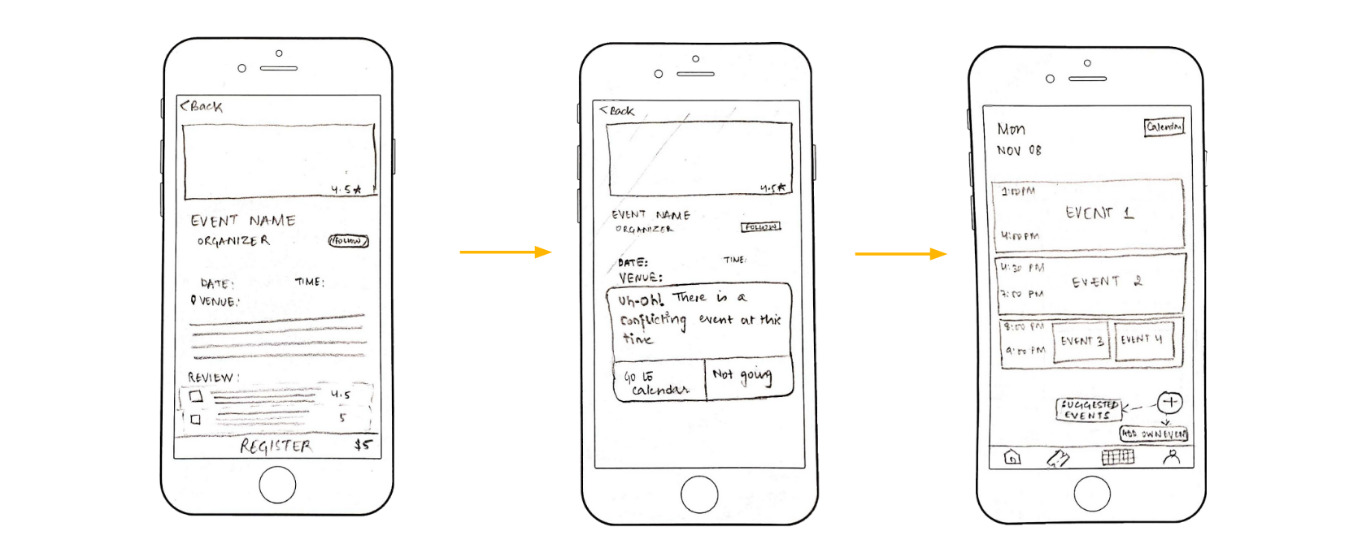 <Back
4.5★
EVENT NAME
ORGANIZER
FOLLOW
DATE:
TIME:
VENUE:
REVIEW:
4.5
5
REGISTER $5
<Back
4.5★
EVENT NAME
ORGANIZER
FOLLOW
DATE:
TIME:
VENUE:
Uh-Oh! There is a
conflicting event at this
time
Go to
calendar
Not going
Mon
Calendar
NOV 08
EVENT 1
4:00 PM
4:30 PM
EVENT 2
7:00 PM
8:00 PM
EVENT 3
EVENT 4
9:00 PM
SUGGESTED
EVENTS
+
ADD OWN EVENT